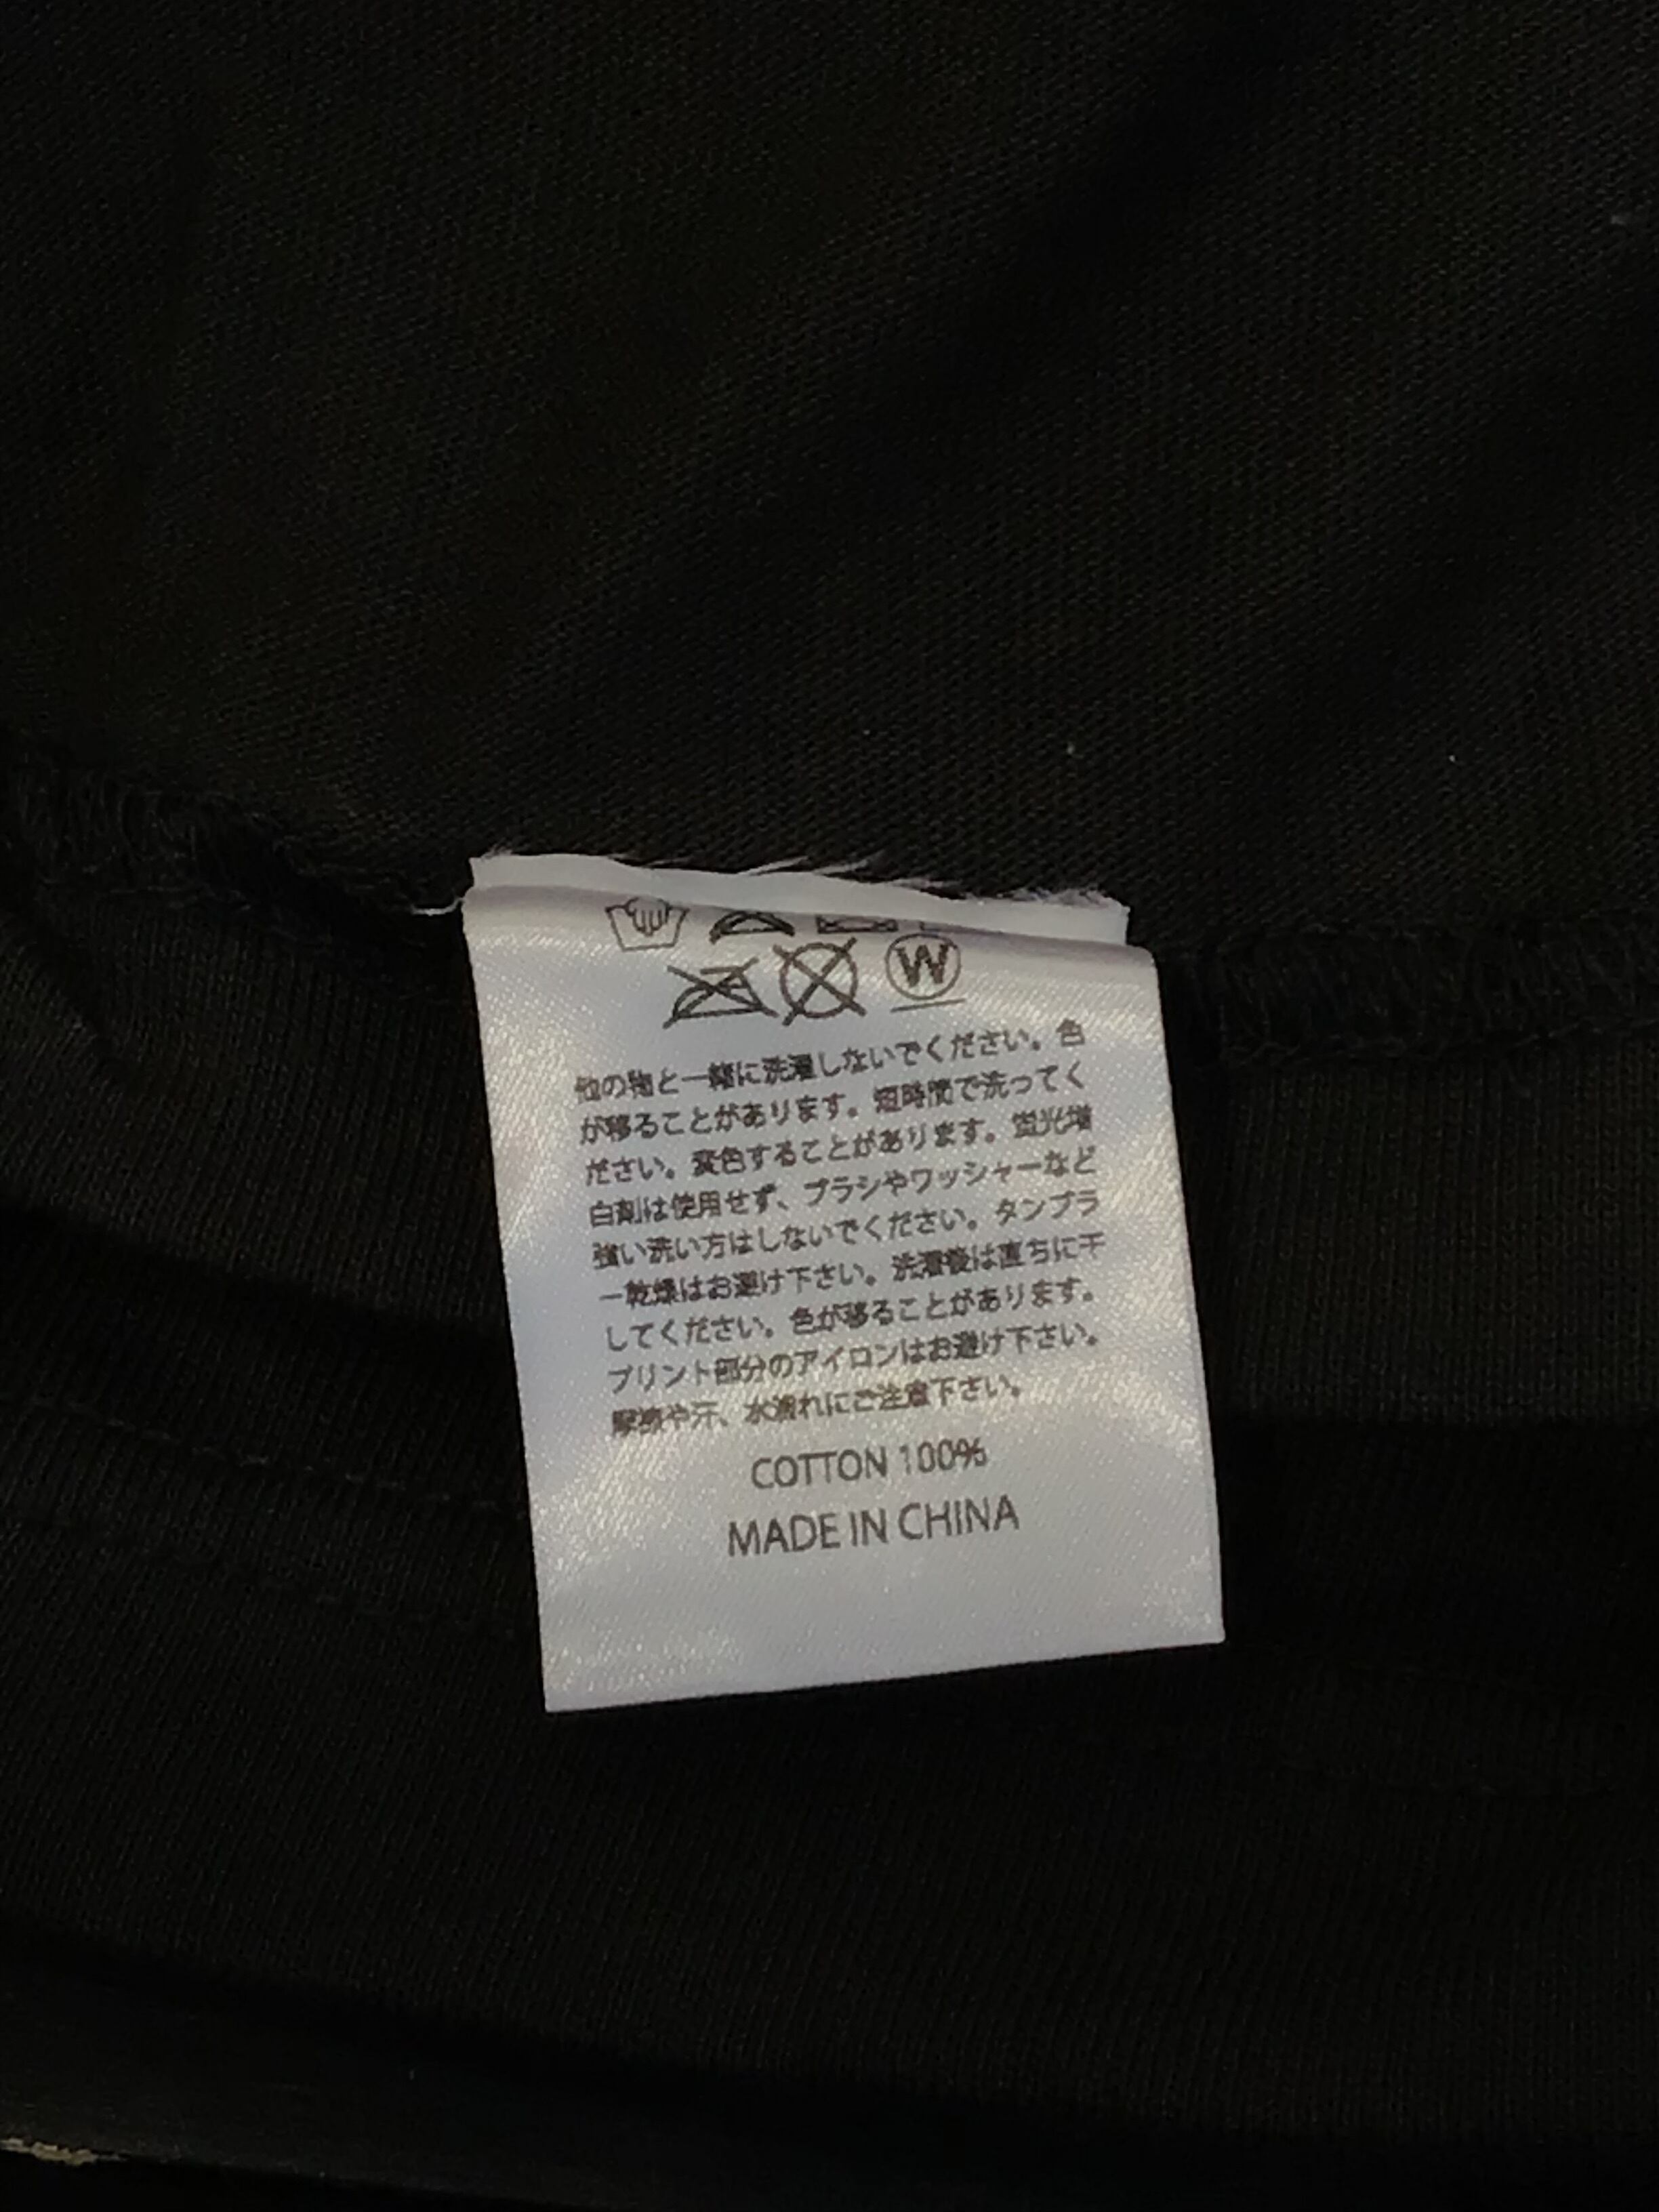 W
他の物と一緒に洗濯しないでください。色
が移ることがあります。短時間で洗ってく
ださい。変色することがあります。蛍光増
白剤は使用せず、ブラシやワッシャーなど
強い洗い方はしないでください。タンブラ
ー乾燥はお避け下さい。洗濯後は直ちに干
してください。色が移ることがあります。
プリント部分のアイロンはお避け下さい。
摩擦や汗、水濡れにご注意下さい。
COTTON 100%
MADE IN CHINA